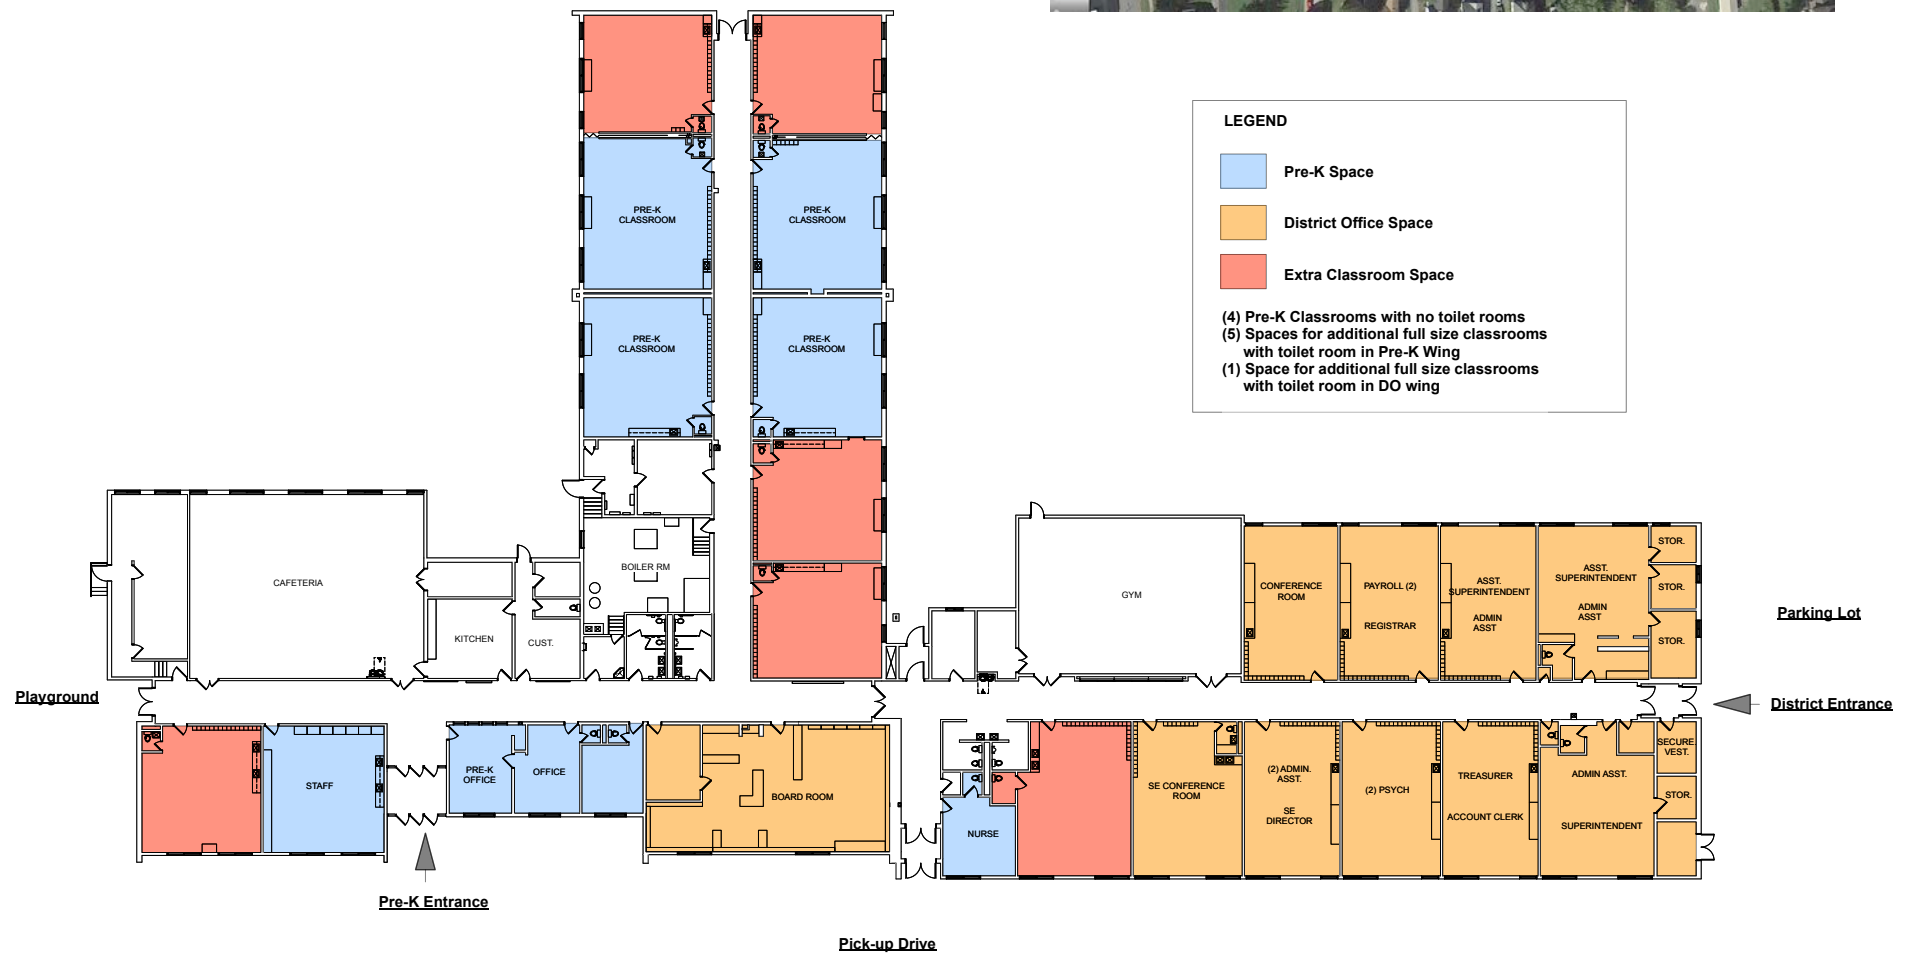 LEGEND
Pre-K Space
District Office Space
Extra Classroom Space
(4) Pre-K Classrooms with no toilet rooms
(5) Spaces for additional full size classrooms
with toilet room in Pre-K Wing
(1) Space for additional full size classrooms
with toilet room in DO wing
PRE-K
CLASSROOM
PRE-K
CLASSROOM
PRE-K
CLASSROOM
PRE-K
CLASSROOM
CAFETERIA
KITCHEN
CUST.
BOILER RM
GYM
CONFERENCE
ROOM
PAYROLL (2)
REGISTRAR
ASST.
SUPERINTENDENT
ADMIN
ASST
ASST.
SUPERINTENDENT
ADMIN
ASST
STOR.
STOR.
STOR.
Parking Lot
Playground
District Entrance
STAFF
PRE-K
OFFICE
OFFICE
BOARD ROOM
NURSE
SE CONFERENCE
ROOM
(2) ADMIN.
ASST.
SE
DIRECTOR
(2) PSYCH
TREASURER
ACCOUNT CLERK
ADMIN ASST.
SUPERINTENDENT
SECURE.
VEST.
STOR.
Pre-K Entrance
Pick-up Drive